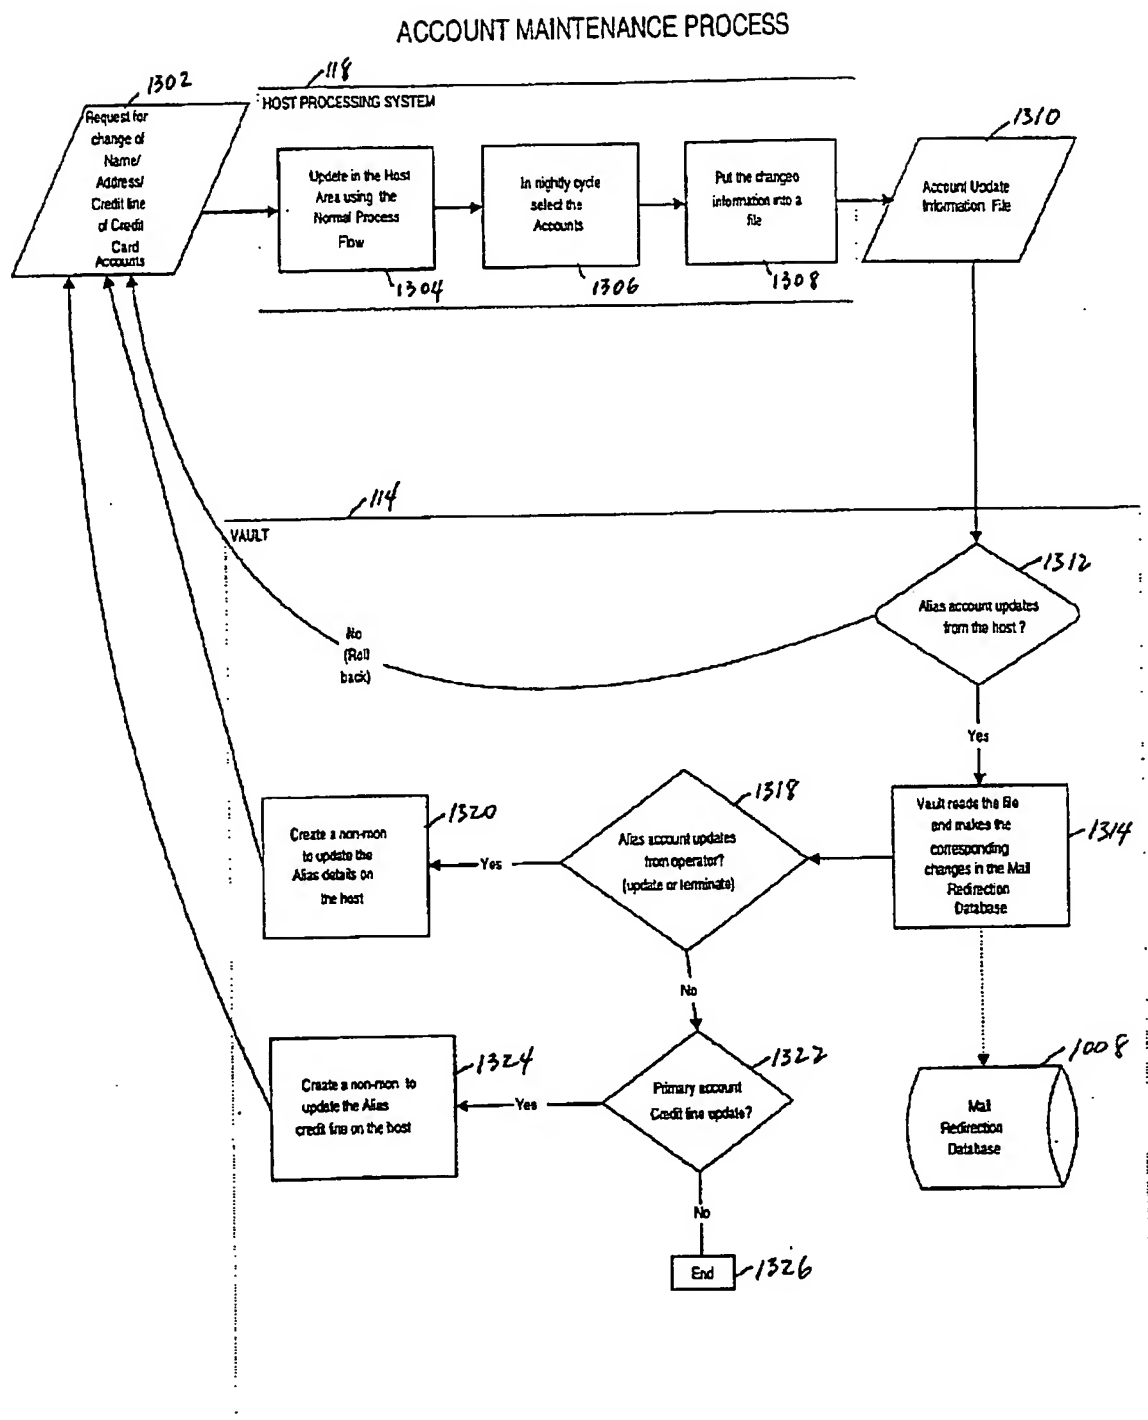 ACCOUNT MAINTENANCE PROCESS
1302
118
HOST PROCESSING SYSTEM
Request for
change of
Name/
Address/
Credit line
of Credit
Card
Accounts
Update in the Host
Area using the
Normal Process
Flow
1304
In nightly cycle
select the
Accounts
1306
Put the changed
information into a
file
1308
1310
Account Update
Information File
114
VAULT
1312
Alias account updates
from the host ?
No
(Roll
back)
Yes
1314
Vault reads the file
and makes the
corresponding
changes in the Mail
Redirection
Database
1318
Alias account updates
from operator?
(update or terminate)
Yes
1320
Create a non-mon
to update the
Alias details on
the host
No
1322
Primary account
Credit line update?
Yes
1324
Create a non-mon to
update the Alias
credit line on the host
1008
Mail
Redirection
Database
No
End
1326